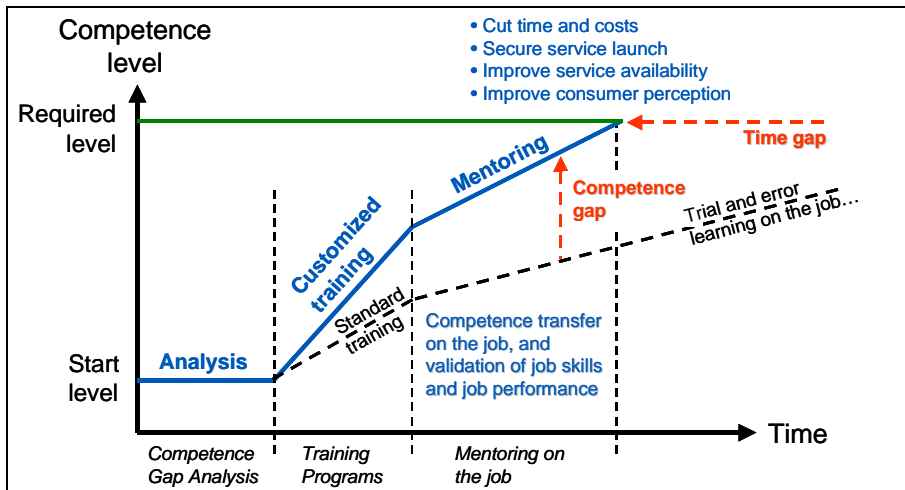 Competence
level
• Cut time and costs
• Secure service launch
• Improve service availability
• Improve consumer perception
Required
level
Time gap
Mentoring
Competence
gap
Trial and error
learning on the job…
Customized
training
Standard
training
Competence transfer
on the job, and
validation of job skills
and job performance
Start
level
Analysis
Time
Competence
Gap Analysis
Training
Programs
Mentoring on
the job